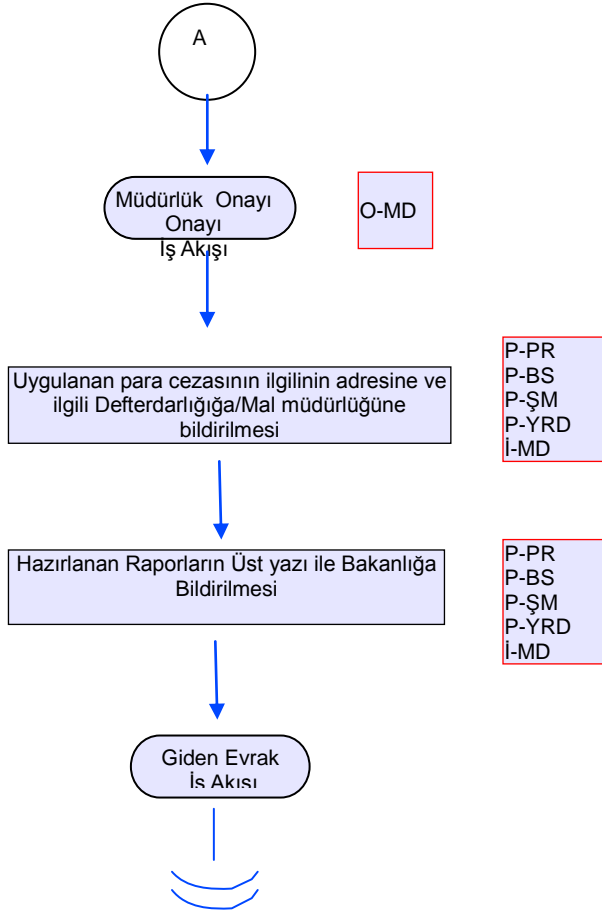 A
Müdürlük Onayı
Onayı
İş Akışı
O-MD
Uygulanan para cezasının ilgilinin adresine ve
ilgili Defterdarlığığa/Mal müdürlüğüne
bildirilmesi
P-PR
P-BS
P-ŞM
P-YRD
İ-MD
Hazırlanan Raporların Üst yazı ile Bakanlığa
Bildirilmesi
P-PR
P-BS
P-ŞM
P-YRD
İ-MD
Giden Evrak
İş Akışı